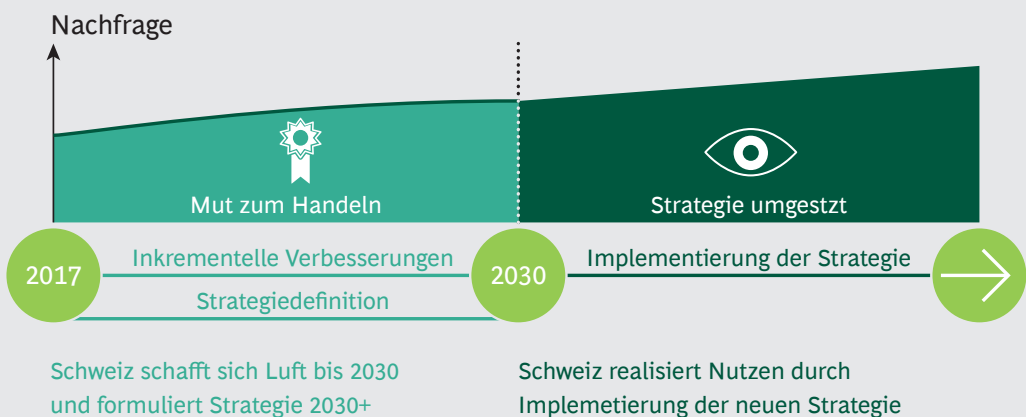 Nachfrage
Mut zum Handeln
Strategie umgestzt
2017
Inkrementelle Verbesserungen
Strategiedefinition
2030
Implementierung der Strategie
Schweiz schafft sich Luft bis 2030
und formuliert Strategie 2030+
Schweiz realisiert Nutzen durch
Implemetierung der neuen Strategie